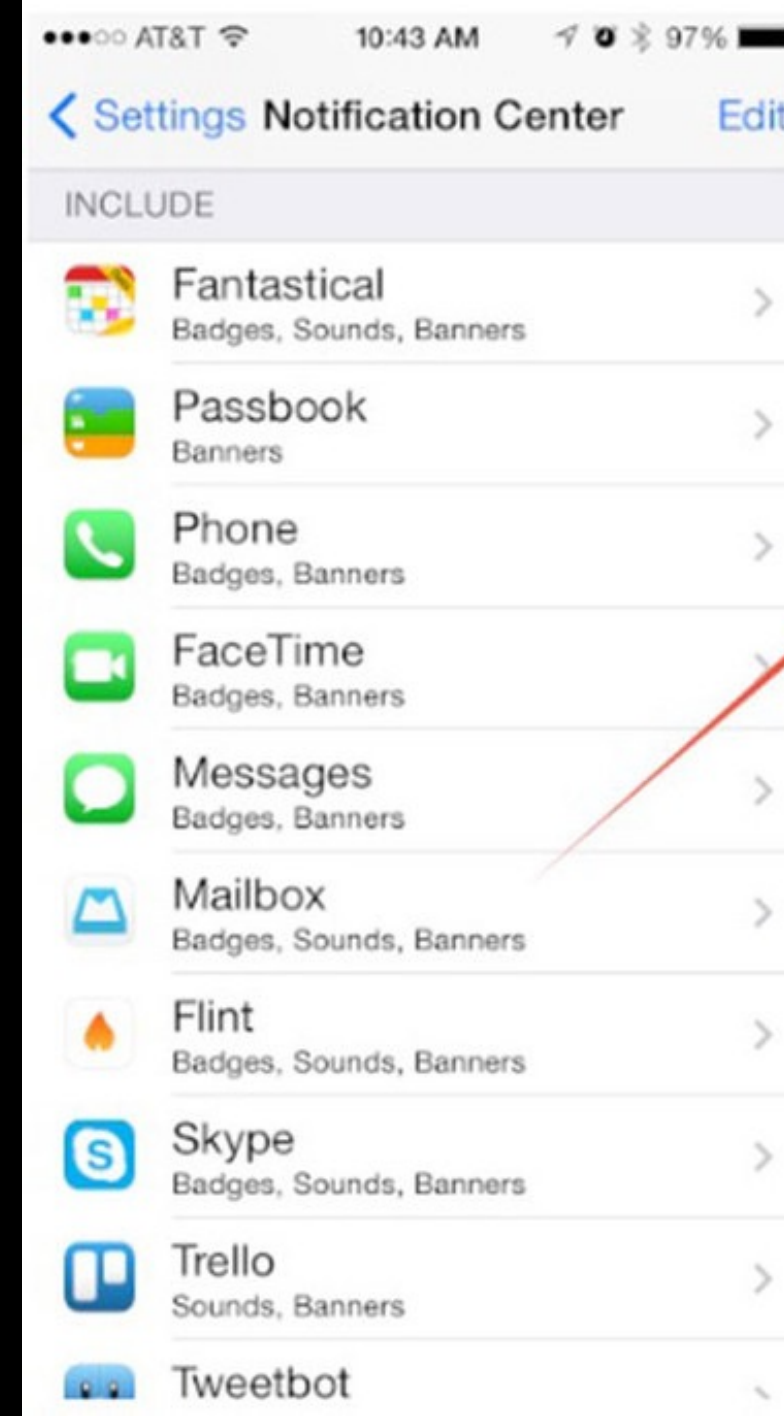 AT&T 10:43 AM 97%
Settings Notification Center Edit
INCLUDE
Fantastical
Badges, Sounds, Banners
Passbook
Banners
Phone
Badges, Banners
FaceTime
Badges, Banners
Messages
Badges, Banners
Mailbox
Badges, Sounds, Banners
Flint
Badges, Sounds, Banners
S
Skype
Badges, Sounds, Banners
Trello
Sounds, Banners
Tweetbot